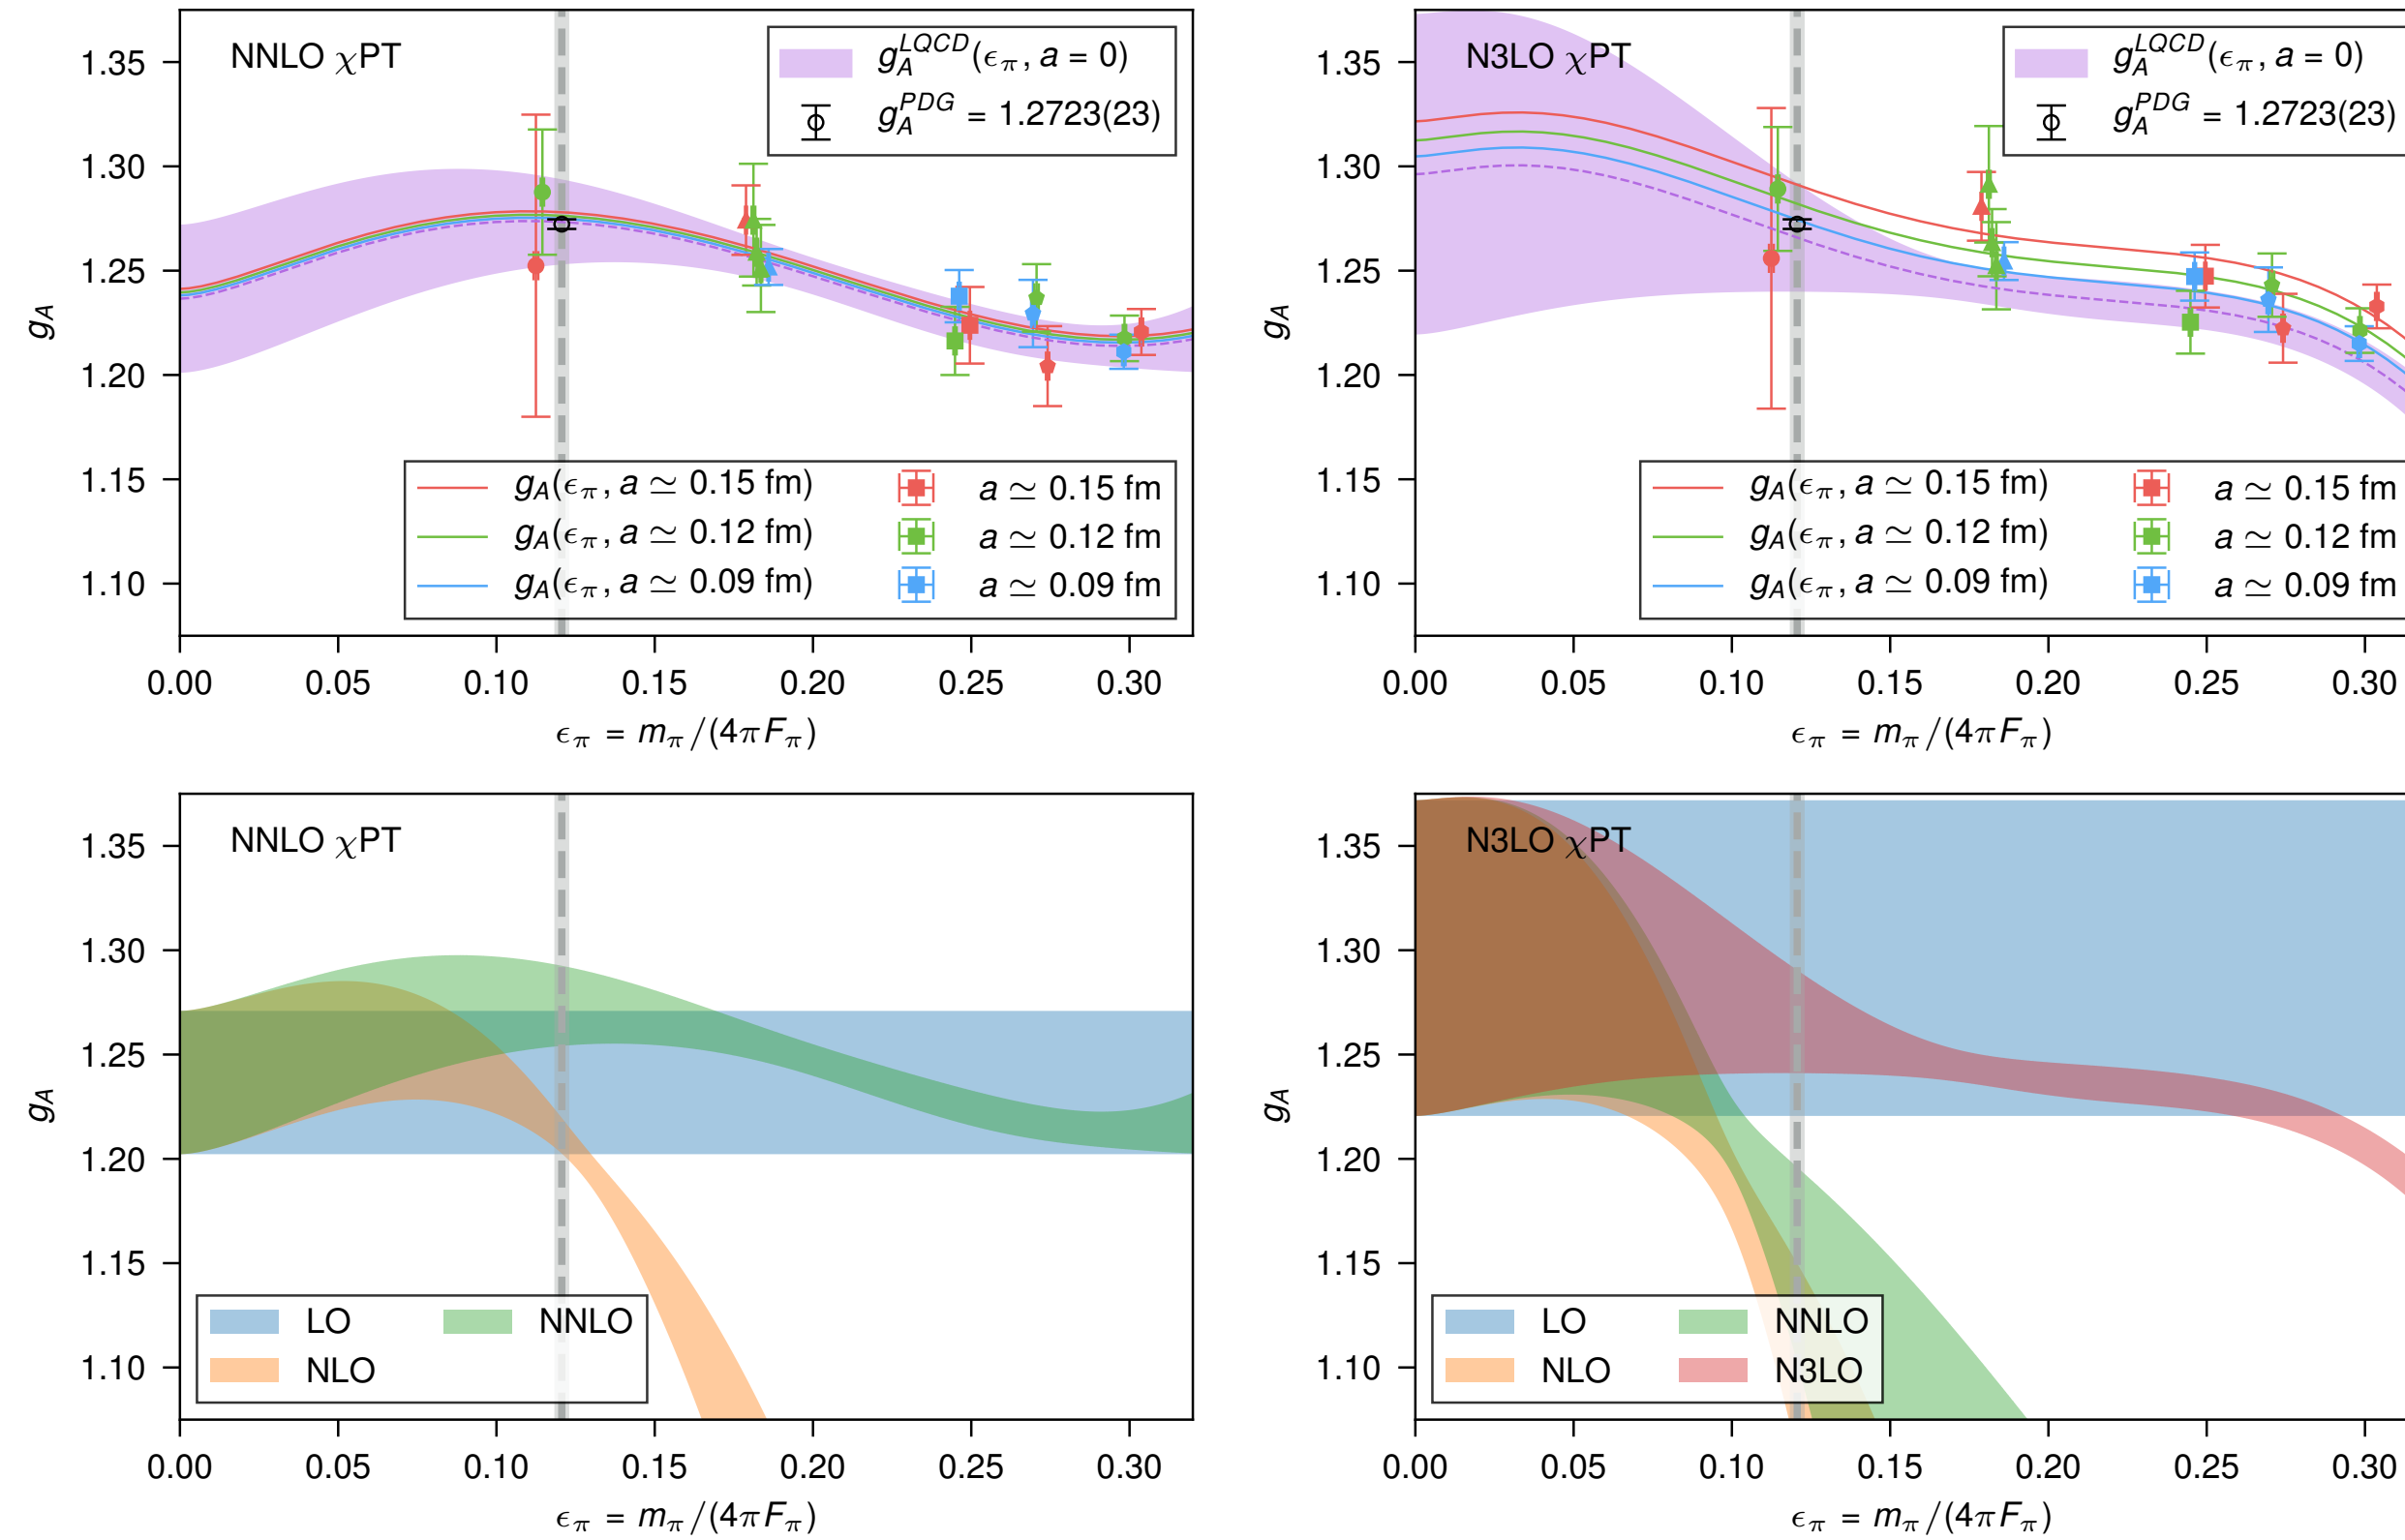 NNLO χPT
g_A^{LQCD}(ϵ_π, a = 0)
g_A^{PDG} = 1.2723(23)
1.35
1.30
1.25
1.20
1.15
1.10
g_A
g_A(ϵ_π, a ≃ 0.15 fm) a ≃ 0.15 fm
g_A(ϵ_π, a ≃ 0.12 fm) a ≃ 0.12 fm
g_A(ϵ_π, a ≃ 0.09 fm) a ≃ 0.09 fm
0.00 0.05 0.10 0.15 0.20 0.25 0.30
ϵ_π = m_π/(4πF_π)
N3LO χPT
g_A^{LQCD}(ϵ_π, a = 0)
g_A^{PDG} = 1.2723(23)
1.35
1.30
1.25
1.20
1.15
1.10
g_A
g_A(ϵ_π, a ≃ 0.15 fm) a ≃ 0.15 fm
g_A(ϵ_π, a ≃ 0.12 fm) a ≃ 0.12 fm
g_A(ϵ_π, a ≃ 0.09 fm) a ≃ 0.09 fm
0.00 0.05 0.10 0.15 0.20 0.25 0.30
ϵ_π = m_π/(4πF_π)
NNLO χPT
1.35
1.30
1.25
1.20
1.15
1.10
g_A
LO NNLO
NLO
0.00 0.05 0.10 0.15 0.20 0.25 0.30
ϵ_π = m_π/(4πF_π)
N3LO χPT
1.35
1.30
1.25
1.20
1.15
1.10
g_A
LO NNLO
NLO N3LO
0.00 0.05 0.10 0.15 0.20 0.25 0.30
ϵ_π = m_π/(4πF_π)